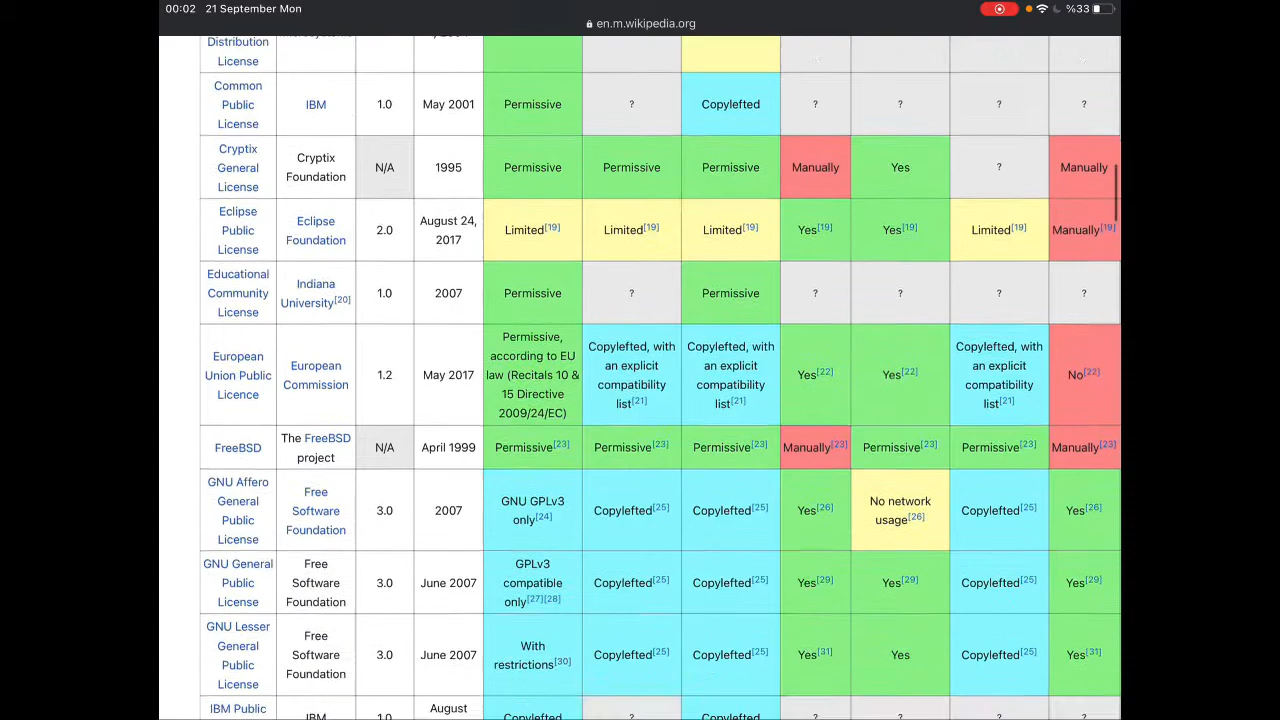 00:02 21 September Mon %33
en.m.wikipedia.org
Distribution
License
Common
Public
License
IBM
1.0
May 2001
Permissive
?
Copylefted
?
?
?
?
Cryptix
General
License
Cryptix
Foundation
N/A
1995
Permissive
Permissive
Permissive
Manually
Yes
?
Manually
Eclipse
Public
License
Eclipse
Foundation
2.0
August 24,
2017
Limited[19]
Limited[19]
Limited[19]
Yes[19]
Yes[19]
Limited[19]
Manually[19]
Educational
Community
License
Indiana
University[20]
1.0
2007
Permissive
?
Permissive
?
?
?
?
European
Union Public
Licence
European
Commission
1.2
May 2017
Permissive,
according to EU
law (Recitals 10 &
15 Directive
2009/24/EC)
Copylefted, with
an explicit
compatibility
list[21]
Copylefted, with
an explicit
compatibility
list[21]
Yes[22]
Yes[22]
Copylefted, with
an explicit
compatibility
list[21]
No[22]
FreeBSD
The FreeBSD
project
N/A
April 1999
Permissive[23]
Permissive[23]
Permissive[23]
Manually[23]
Permissive[23]
Permissive[23]
Manually[23]
GNU Affero
General
Public
License
Free
Software
Foundation
3.0
2007
GNU GPLv3
only[24]
Copylefted[25]
Copylefted[25]
Yes[26]
No network
usage[26]
Copylefted[25]
Yes[26]
GNU General
Public
License
Free
Software
Foundation
3.0
June 2007
GPLv3
compatible
only[27][28]
Copylefted[25]
Copylefted[25]
Yes[29]
Yes[29]
Copylefted[25]
Yes[29]
GNU Lesser
General
Public
License
Free
Software
Foundation
3.0
June 2007
With
restrictions[30]
Copylefted[25]
Copylefted[25]
Yes[31]
Yes
Copylefted[25]
Yes[31]
IBM Public
IBM
1.0
August
Copylefted
?
Copylefted
?
?
?
?